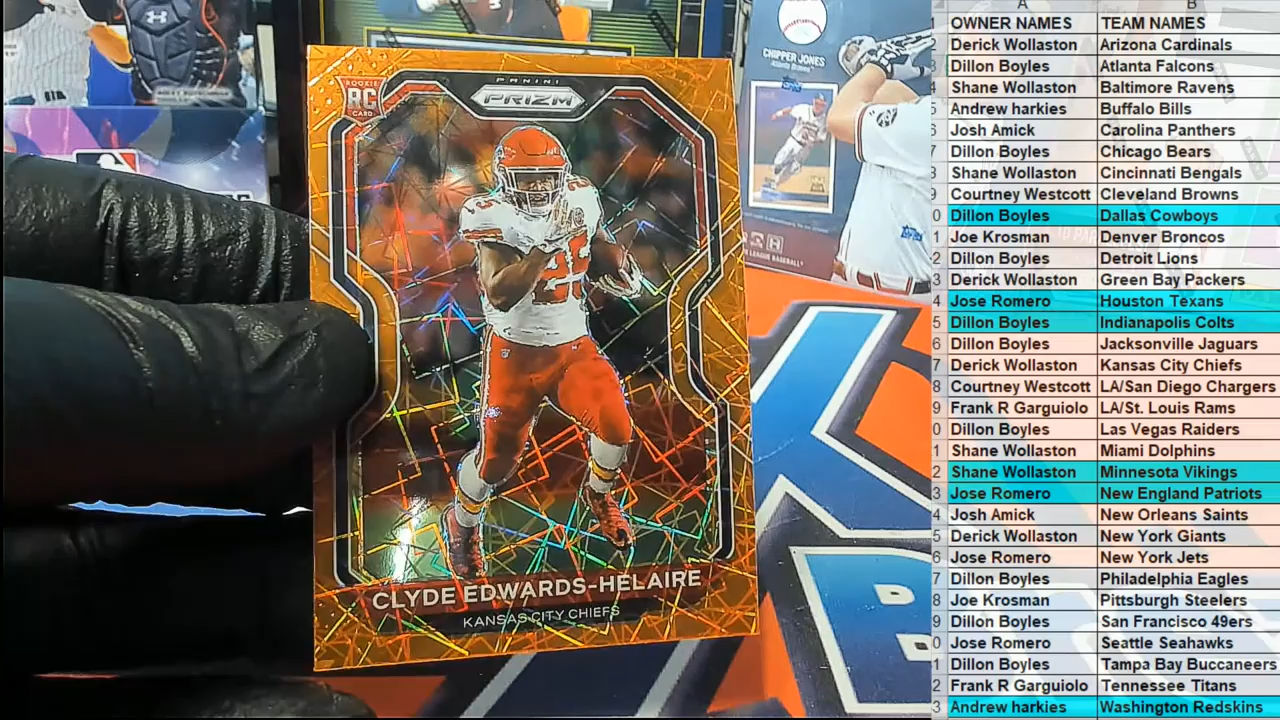 CHIPPER JONES
Atlanta Braves
PANINI
PRIZM
ROOKIE
RC
CARD
25
CLYDE EDWARDS-HELAIRE
KANSAS CITY CHIEFS
A B
OWNER NAMES TEAM NAMES
Derick Wollaston Arizona Cardinals
Dillon Boyles Atlanta Falcons
Shane Wollaston Baltimore Ravens
Andrew harkies Buffalo Bills
Josh Amick Carolina Panthers
Dillon Boyles Chicago Bears
Shane Wollaston Cincinnati Bengals
Courtney Westcott Cleveland Browns
Dillon Boyles Dallas Cowboys
Joe Krosman Denver Broncos
Dillon Boyles Detroit Lions
Derick Wollaston Green Bay Packers
Jose Romero Houston Texans
Dillon Boyles Indianapolis Colts
Dillon Boyles Jacksonville Jaguars
Derick Wollaston Kansas City Chiefs
Courtney Westcott LA/San Diego Chargers
Frank R Garguiolo LA/St. Louis Rams
Dillon Boyles Las Vegas Raiders
Shane Wollaston Miami Dolphins
Shane Wollaston Minnesota Vikings
Jose Romero New England Patriots
Josh Amick New Orleans Saints
Derick Wollaston New York Giants
Jose Romero New York Jets
Dillon Boyles Philadelphia Eagles
Joe Krosman Pittsburgh Steelers
Dillon Boyles San Francisco 49ers
Jose Romero Seattle Seahawks
Dillon Boyles Tampa Bay Buccaneers
Frank R Garguiolo Tennessee Titans
Andrew harkies Washington Redskins